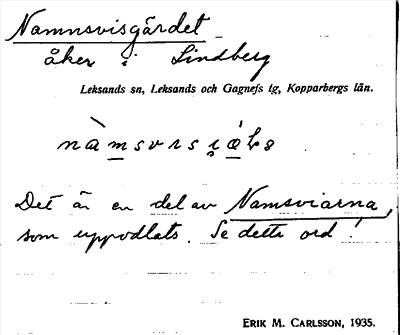 Namnsvisgärdet
åker i Lindberg
Leksands sn, Leksands och Gagnefs tg, Kopparbergs län.
Det är en del av Namsviarna,
som uppodlats. Se detta ord!
ERIK M. CARLSSON, 1935.